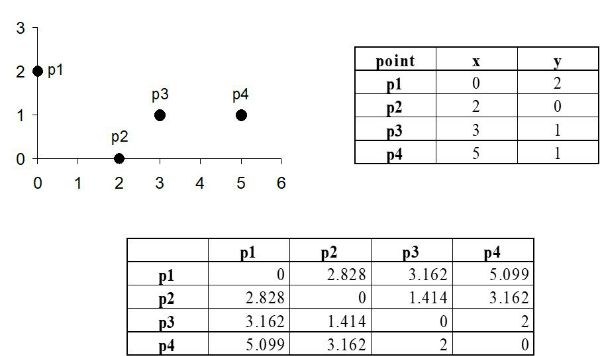 3
2 p1
p3 p4
1
p2
0
0 1 2 3 4 5 6
point x y
p1 0 2
p2 2 0
p3 3 1
p4 5 1
p1 p2 p3 p4
p1 0 2.828 3.162 5.099
p2 2.828 0 1.414 3.162
p3 3.162 1.414 0 2
p4 5.099 3.162 2 0